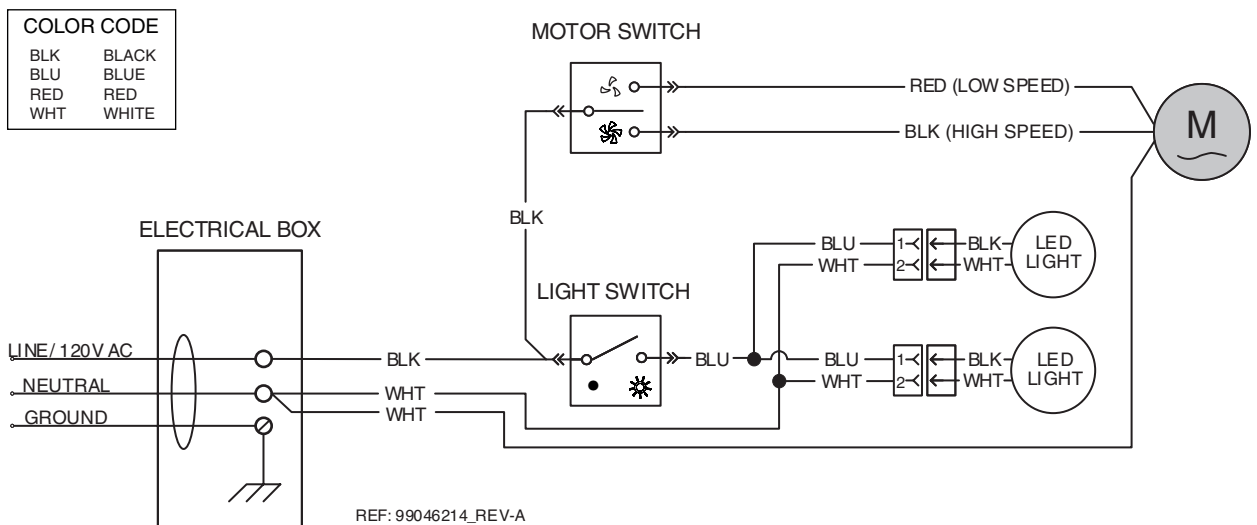 COLOR CODE
BLK BLACK
BLU BLUE
RED RED
WHT WHITE
MOTOR SWITCH
RED (LOW SPEED)
BLK (HIGH SPEED)
M
BLK
ELECTRICAL BOX
LIGHT SWITCH
BLU 1 BLK
WHT 2 WHT
LED
LIGHT
LINE/120V AC
BLK
BLU
BLU 1 BLK
WHT 2 WHT
LED
LIGHT
NEUTRAL
WHT
WHT
GROUND
REF: 99046214_REV-A